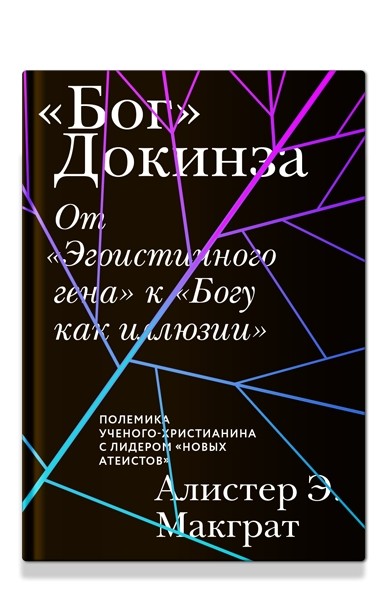 «Бог»
Докинза
От
«Эгоистичного
гена» к «Богу
как иллюзии»
ПОЛЕМИКА
УЧЕНОГО-ХРИСТИАНИНА
С ЛИДЕРОМ «НОВЫХ
АТЕИСТОВ»
Алистер Э.
Макграт